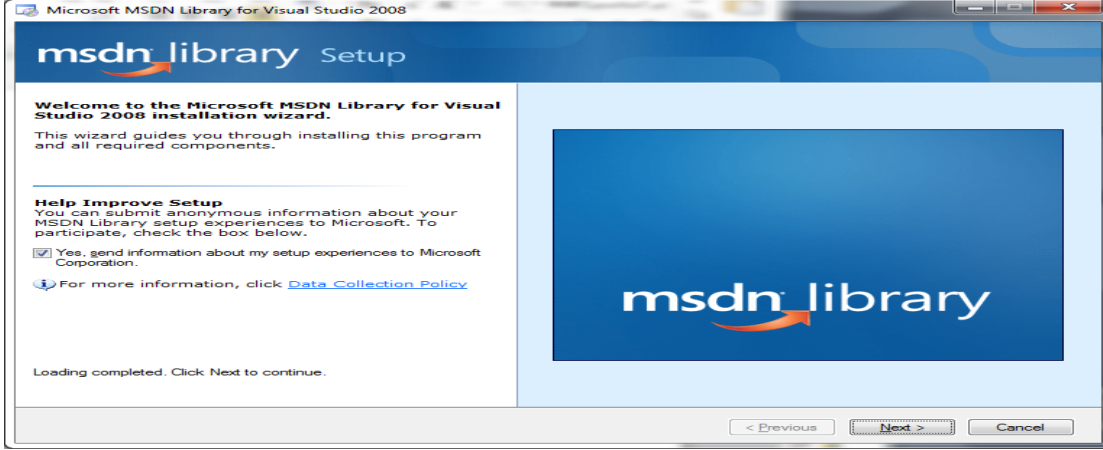 Microsoft MSDN Library for Visual Studio 2008
msdn library Setup
Welcome to the Microsoft MSDN Library for Visual
Studio 2008 installation wizard.
This wizard guides you through installing this program
and all required components.
Help Improve Setup
You can submit anonymous information about your
MSDN Library setup experiences to Microsoft. To
participate, check the box below.
Yes, send information about my setup experiences to Microsoft
Corporation.
For more information, click Data Collection Policy
msdn library
Loading completed. Click Next to continue.
< Previous Next > Cancel